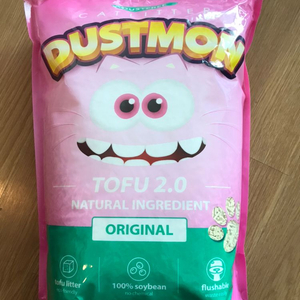 DUSTMON
TOFU 2.0
NATURAL INGREDIENT
ORIGINAL
tofu litter
100% soybean
flushable